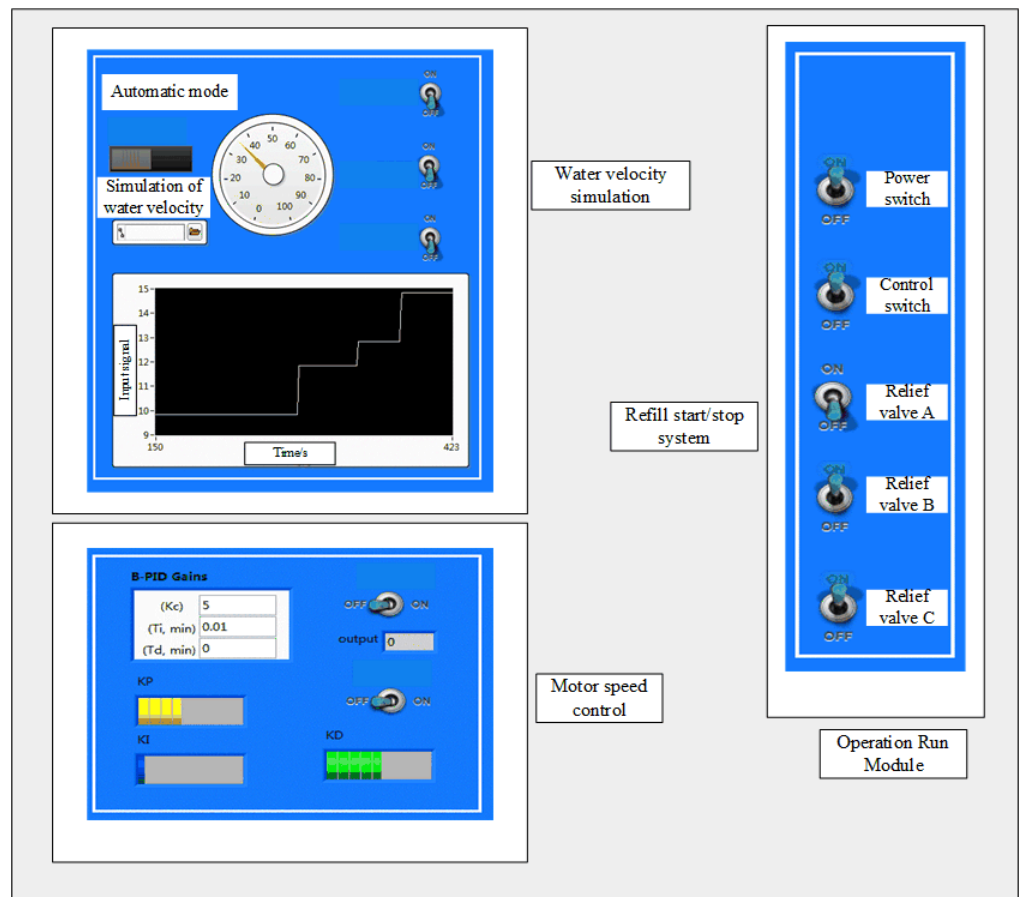 Automatic mode
ON
OFF
50
40
60
30
70
20
80
10
90
0
100
ON
OFF
Simulation of
water velocity
ON
OFF
15
14
13
12
11
10
9
Input signal
150
423
Time/s
Water velocity
simulation
Refill start/stop
system
ON
OFF
Power
switch
ON
OFF
Control
switch
ON
OFF
Relief
valve A
ON
OFF
Relief
valve B
ON
OFF
Relief
valve C
Operation Run
Module
B-PID Gains
(Kc) 5
(Ti, min) 0.01
(Td, min) 0
OFF ON
output 0
OFF ON
KP
KI
KD
Motor speed
control